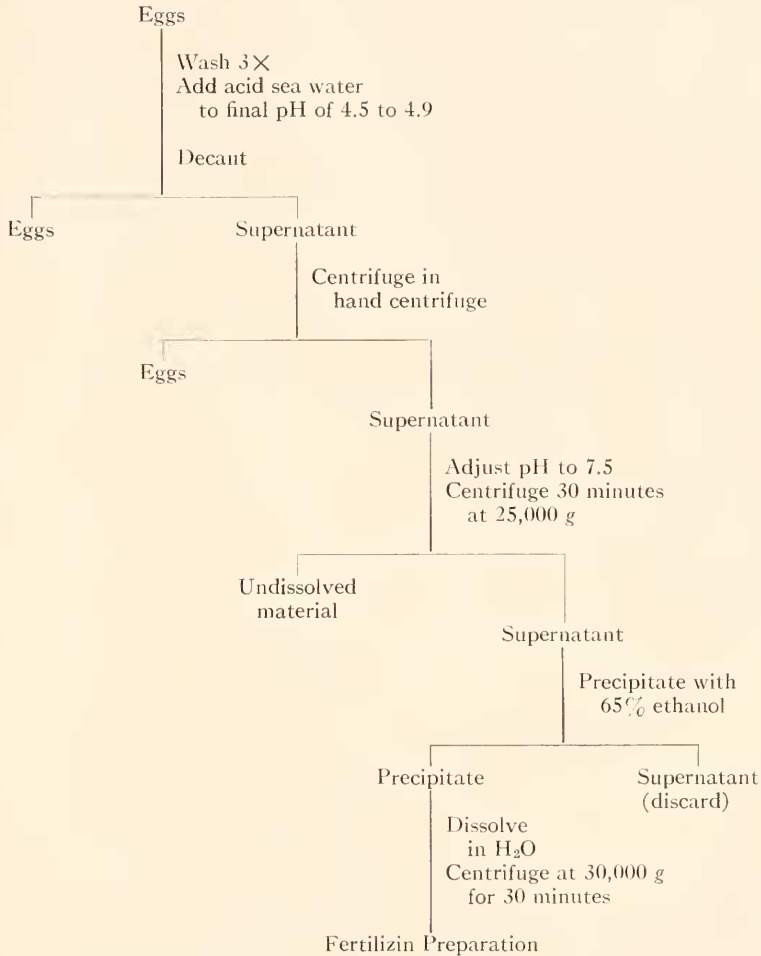 Eggs
Wash 3×
Add acid sea water
to final pH of 4.5 to 4.9
Decant
Eggs
Supernatant
Centrifuge in
hand centrifuge
Eggs
Supernatant
Adjust pH to 7.5
Centrifuge 30 minutes
at 25,000 g
Undissolved
material
Supernatant
Precipitate with
65% ethanol
Precipitate
Supernatant
(discard)
Dissolve
in H₂O
Centrifuge at 30,000 g
for 30 minutes
Fertilizin Preparation